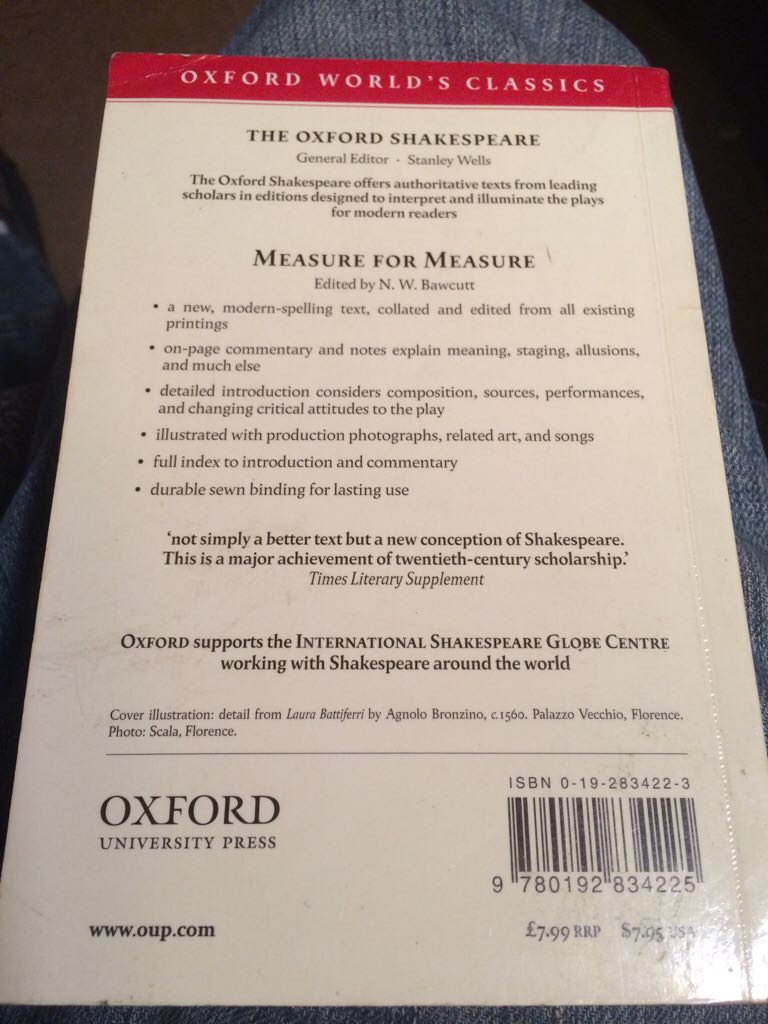 OXFORD WORLD'S CLASSICS
THE OXFORD SHAKESPEARE
General Editor · Stanley Wells
The Oxford Shakespeare offers authoritative texts from leading
scholars in editions designed to interpret and illuminate the plays
for modern readers
MEASURE FOR MEASURE
Edited by N. W. Bawcutt
• a new, modern-spelling text, collated and edited from all existing
printings
• on-page commentary and notes explain meaning, staging, allusions,
and much else
• detailed introduction considers composition, sources, performances,
and changing critical attitudes to the play
• illustrated with production photographs, related art, and songs
• full index to introduction and commentary
• durable sewn binding for lasting use
'not simply a better text but a new conception of Shakespeare.
This is a major achievement of twentieth-century scholarship.'
Times Literary Supplement
OXFORD supports the INTERNATIONAL SHAKESPEARE GLOBE CENTRE
working with Shakespeare around the world
Cover illustration: detail from Laura Battiferri by Agnolo Bronzino, c.1560. Palazzo Vecchio, Florence.
Photo: Scala, Florence.
ISBN 0-19-283422-3
OXFORD
UNIVERSITY PRESS
9 780192 834225
www.oup.com
£7.99 RRP $7.95 USA